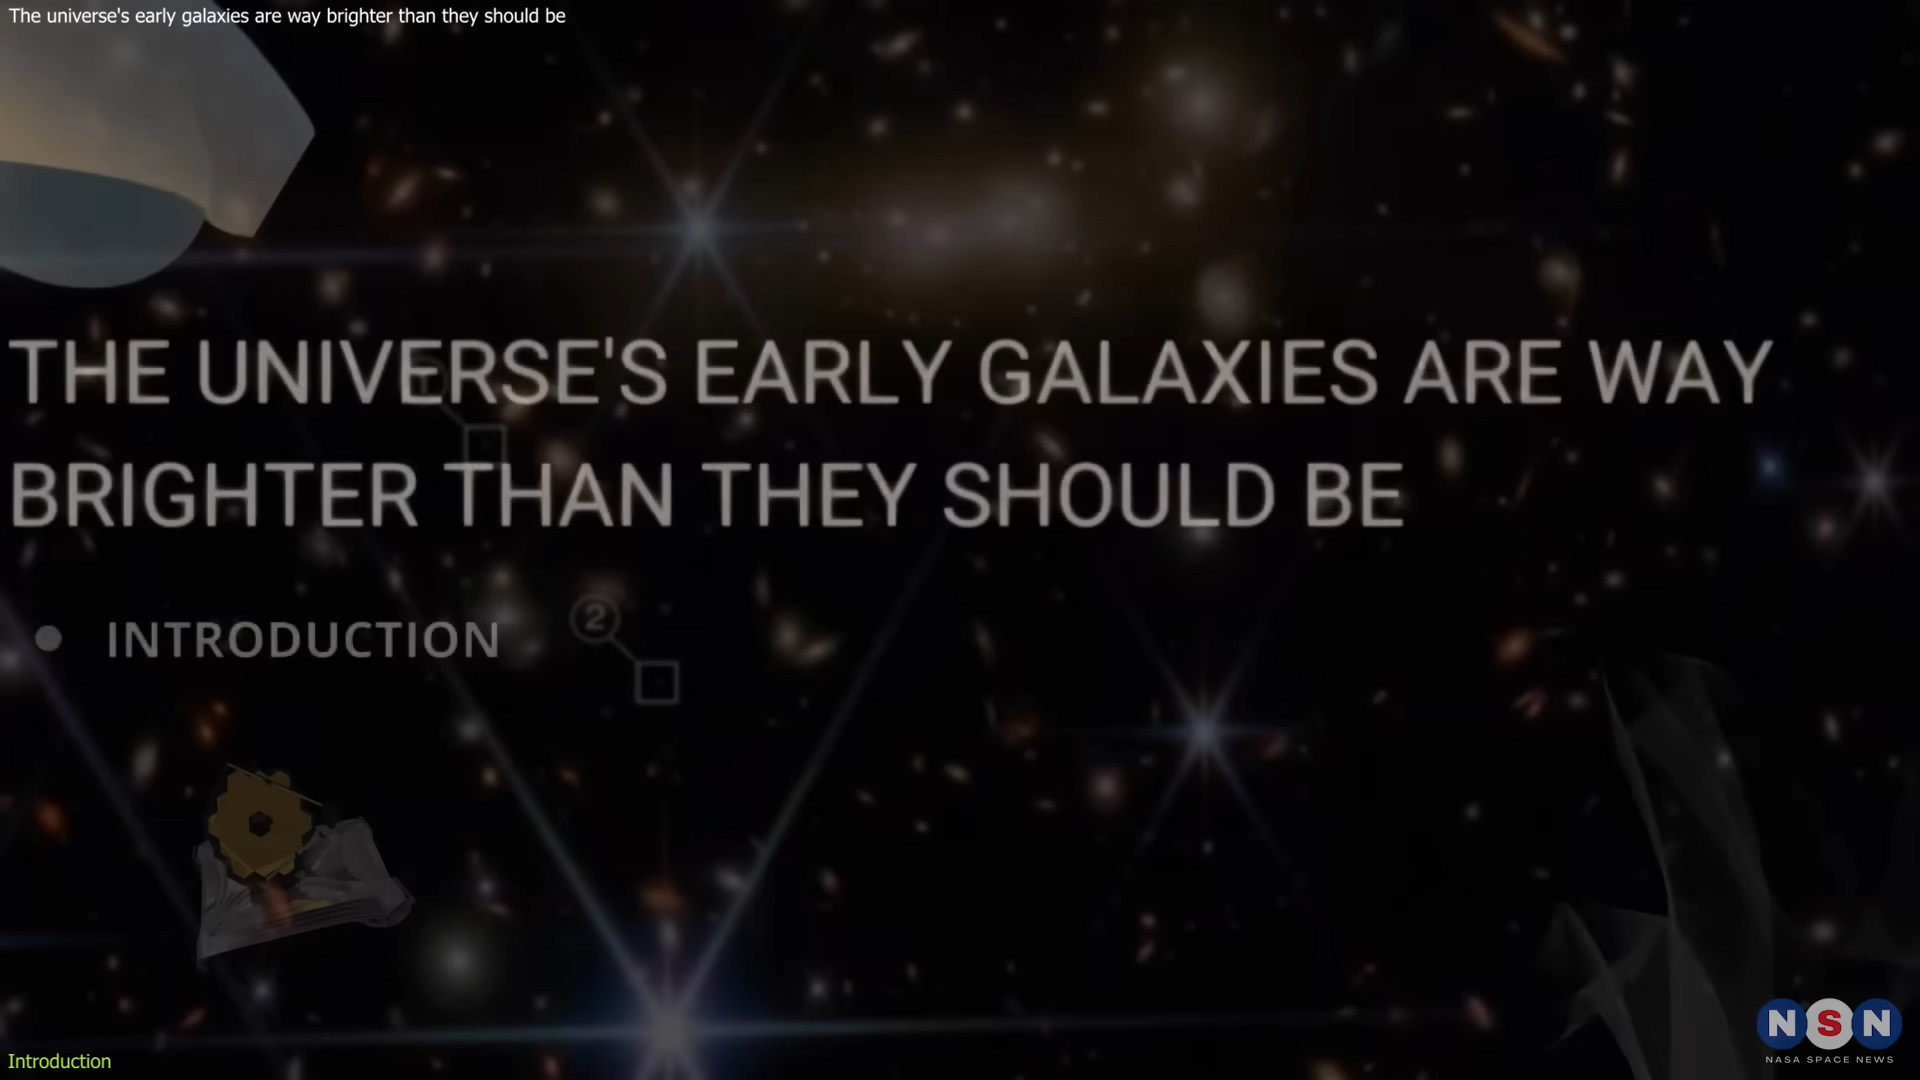 The universe's early galaxies are way brighter than they should be
THE UNIVERSE'S EARLY GALAXIES ARE WAY
BRIGHTER THAN THEY SHOULD BE
INTRODUCTION
2
Introduction
NSN
NASA SPACE NEWS